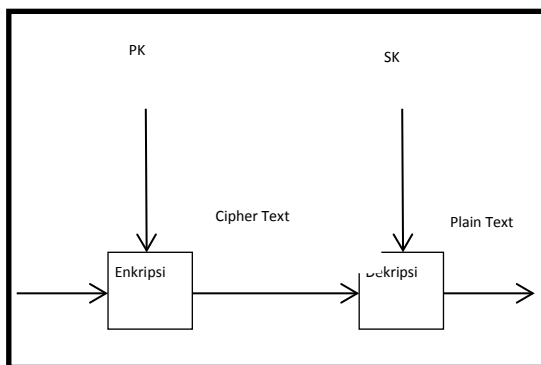 PK
SK
Cipher Text
Plain Text
Enkripsi
Dekripsi